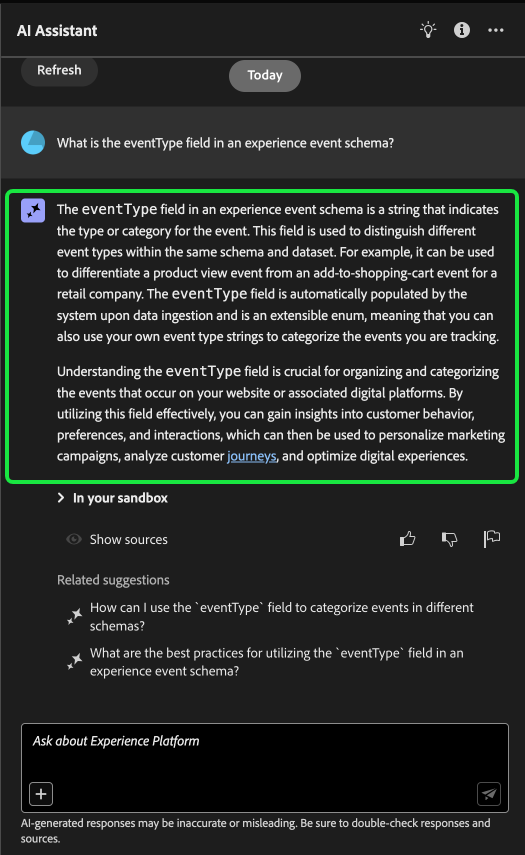 AI Assistant
Refresh
Today
What is the eventType field in an experience event schema?
The eventType field in an experience event schema is a string that indicates
the type or category for the event. This field is used to distinguish different
event types within the same schema and dataset. For example, it can be used
to differentiate a product view event from an add-to-shopping-cart event for a
retail company. The eventType field is automatically populated by the
system upon data ingestion and is an extensible enum, meaning that you can
also use your own event type strings to categorize the events you are tracking.
Understanding the eventType field is crucial for organizing and categorizing
the events that occur on your website or associated digital platforms. By
utilizing this field effectively, you can gain insights into customer behavior,
preferences, and interactions, which can then be used to personalize marketing
campaigns, analyze customer journeys, and optimize digital experiences.
In your sandbox
Show sources
Related suggestions
How can I use the `eventType` field to categorize events in different
schemas?
What are the best practices for utilizing the `eventType` field in an
experience event schema?
Ask about Experience Platform
AI-generated responses may be inaccurate or misleading. Be sure to double-check responses and
sources.